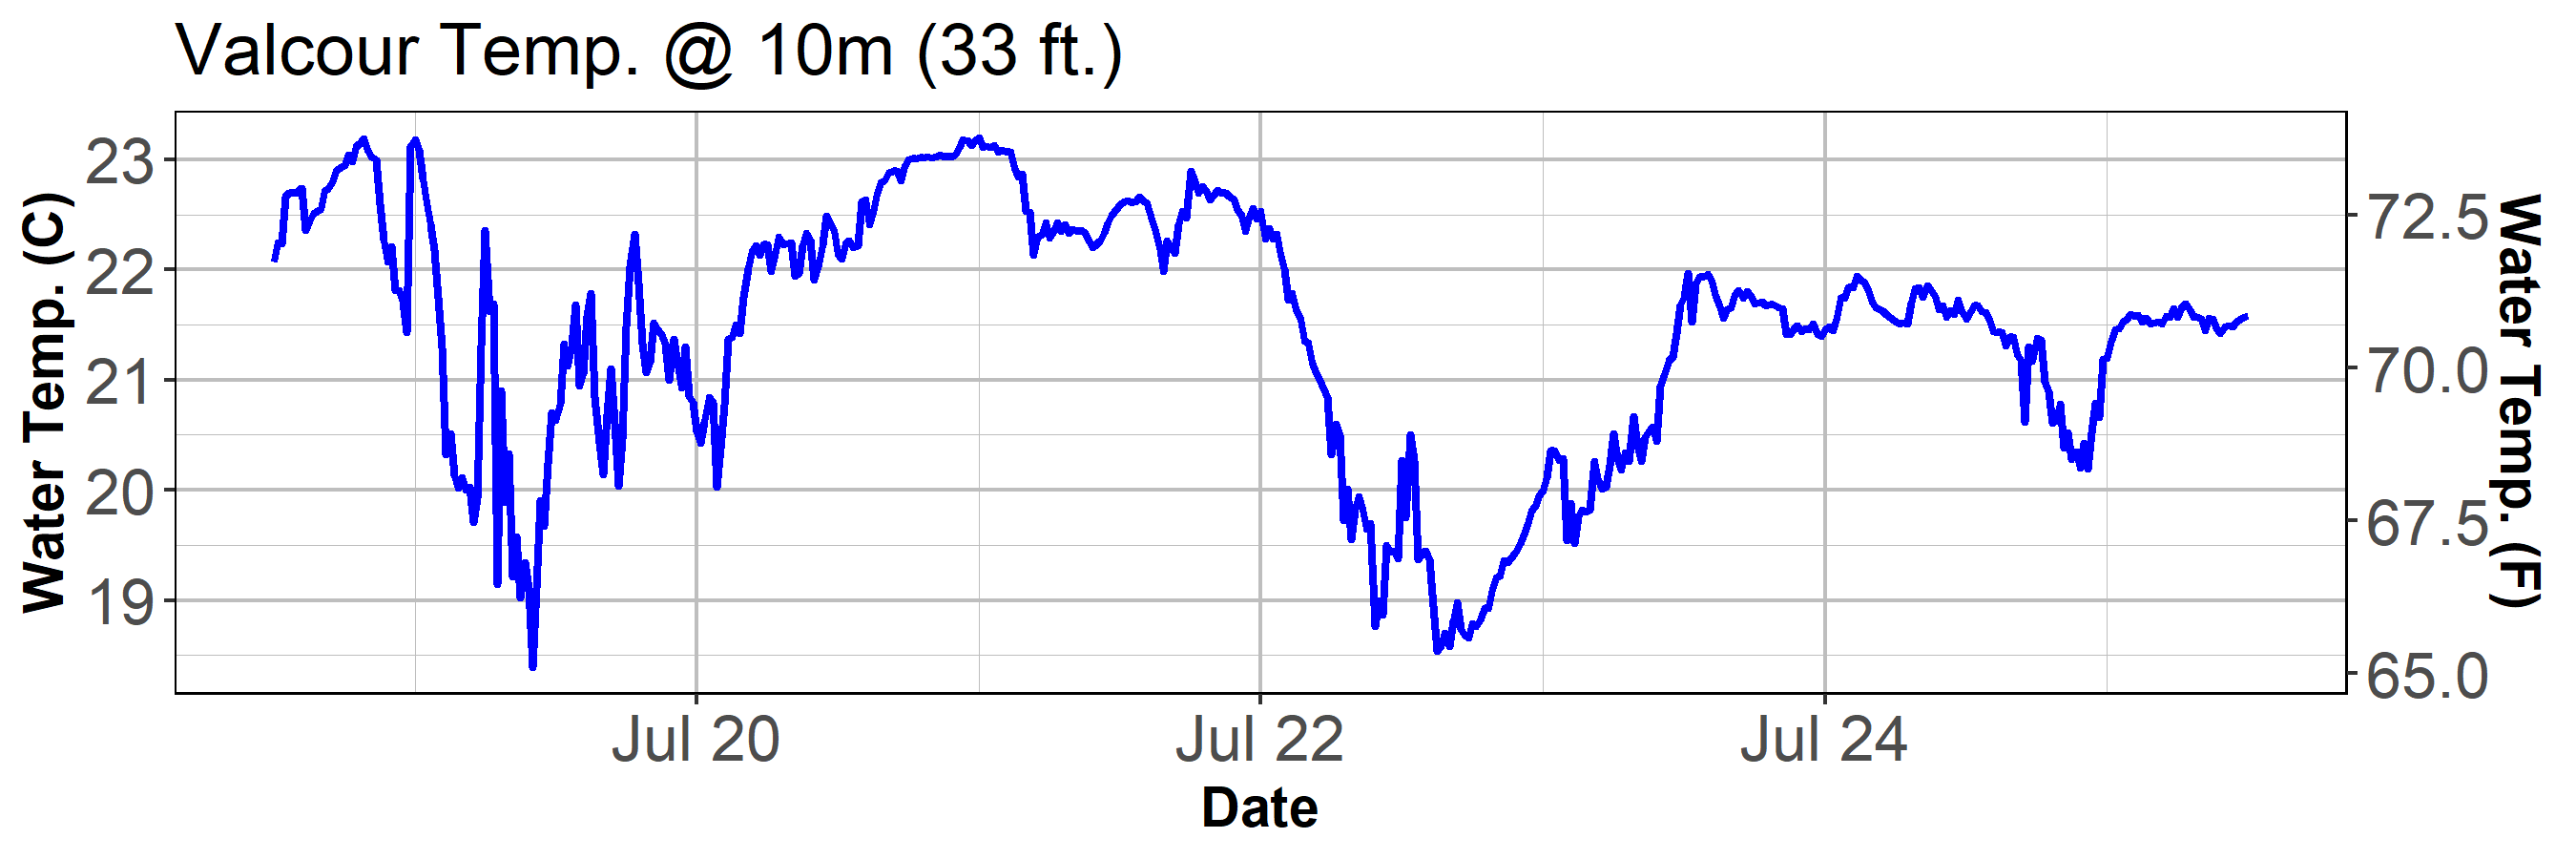 Valcour Temp. @ 10m (33 ft.)
Water Temp. (C)
23
22
21
20
19
72.5
70.0
67.5
65.0
Water Temp. (F)
Jul 20 Jul 22 Jul 24
Date